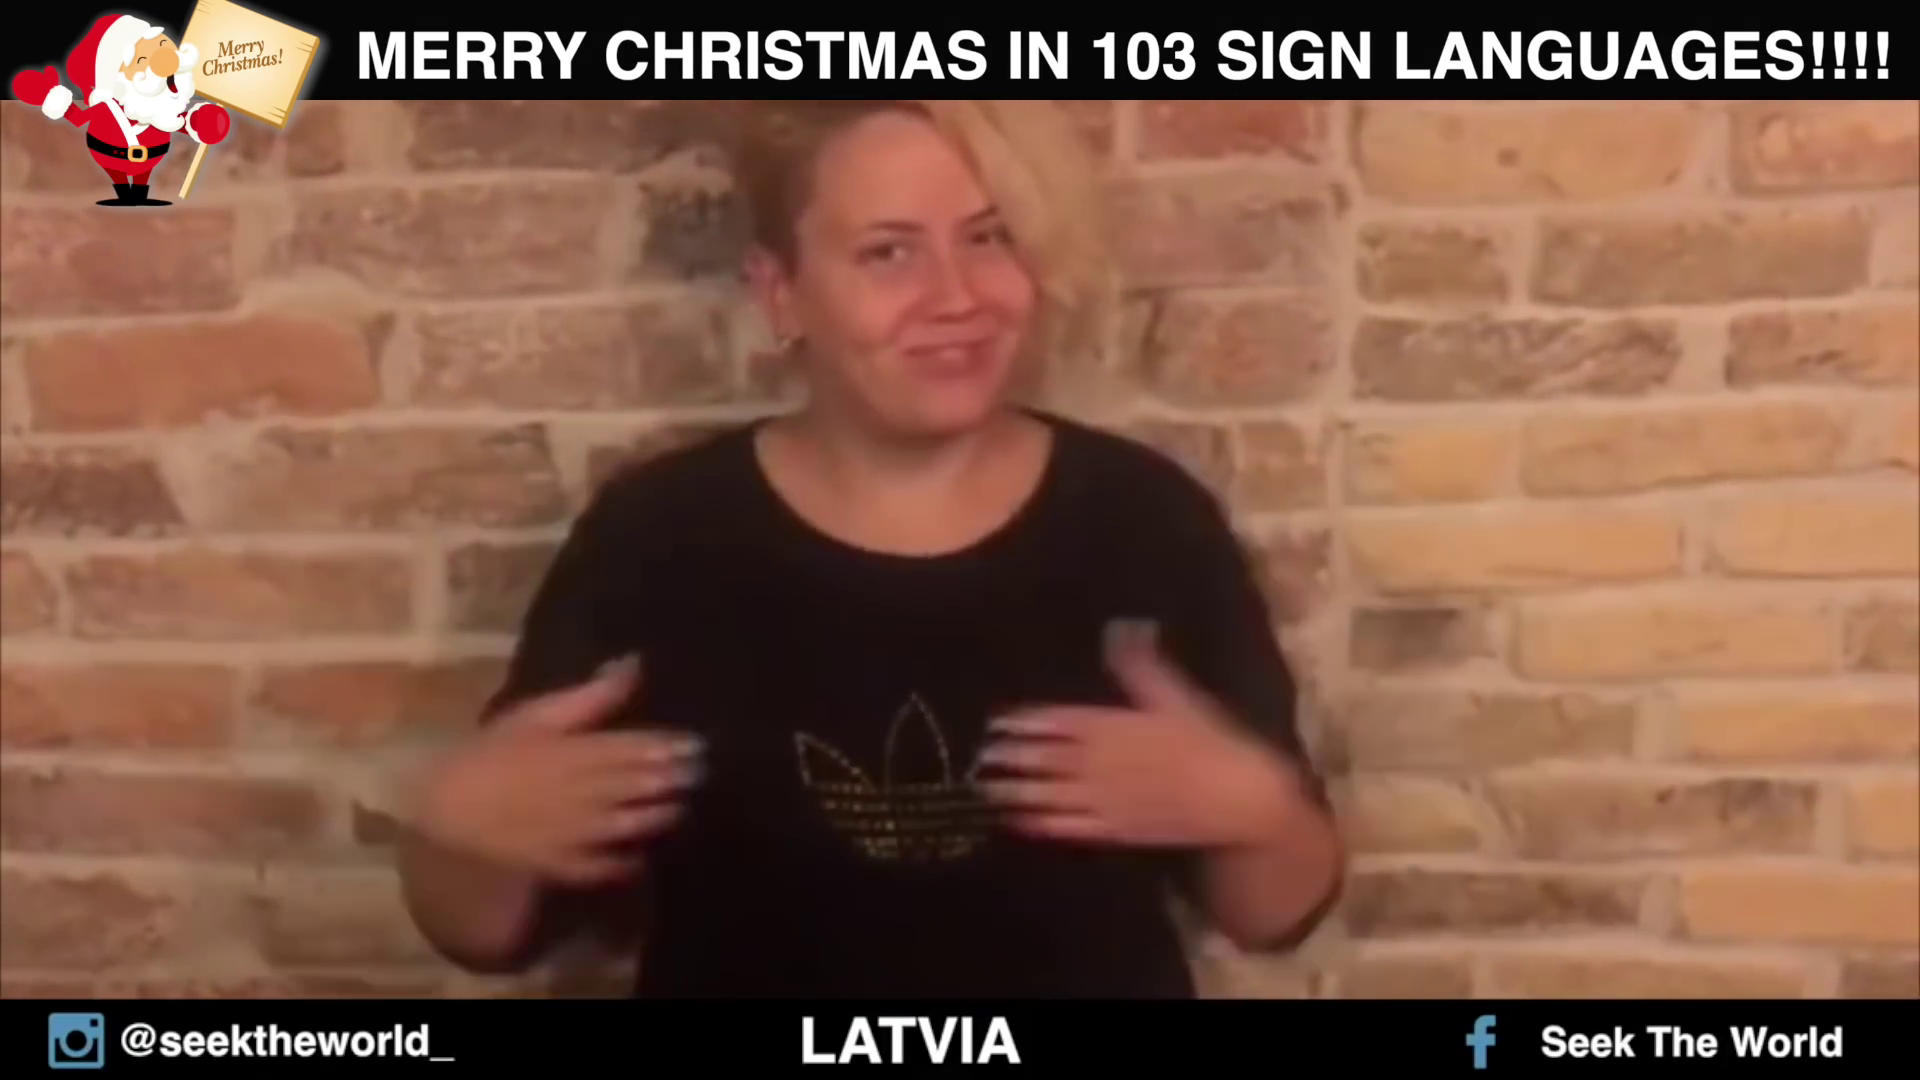 Merry
Christmas!
MERRY CHRISTMAS IN 103 SIGN LANGUAGES!!!!
@seektheworld_
LATVIA
Seek The World